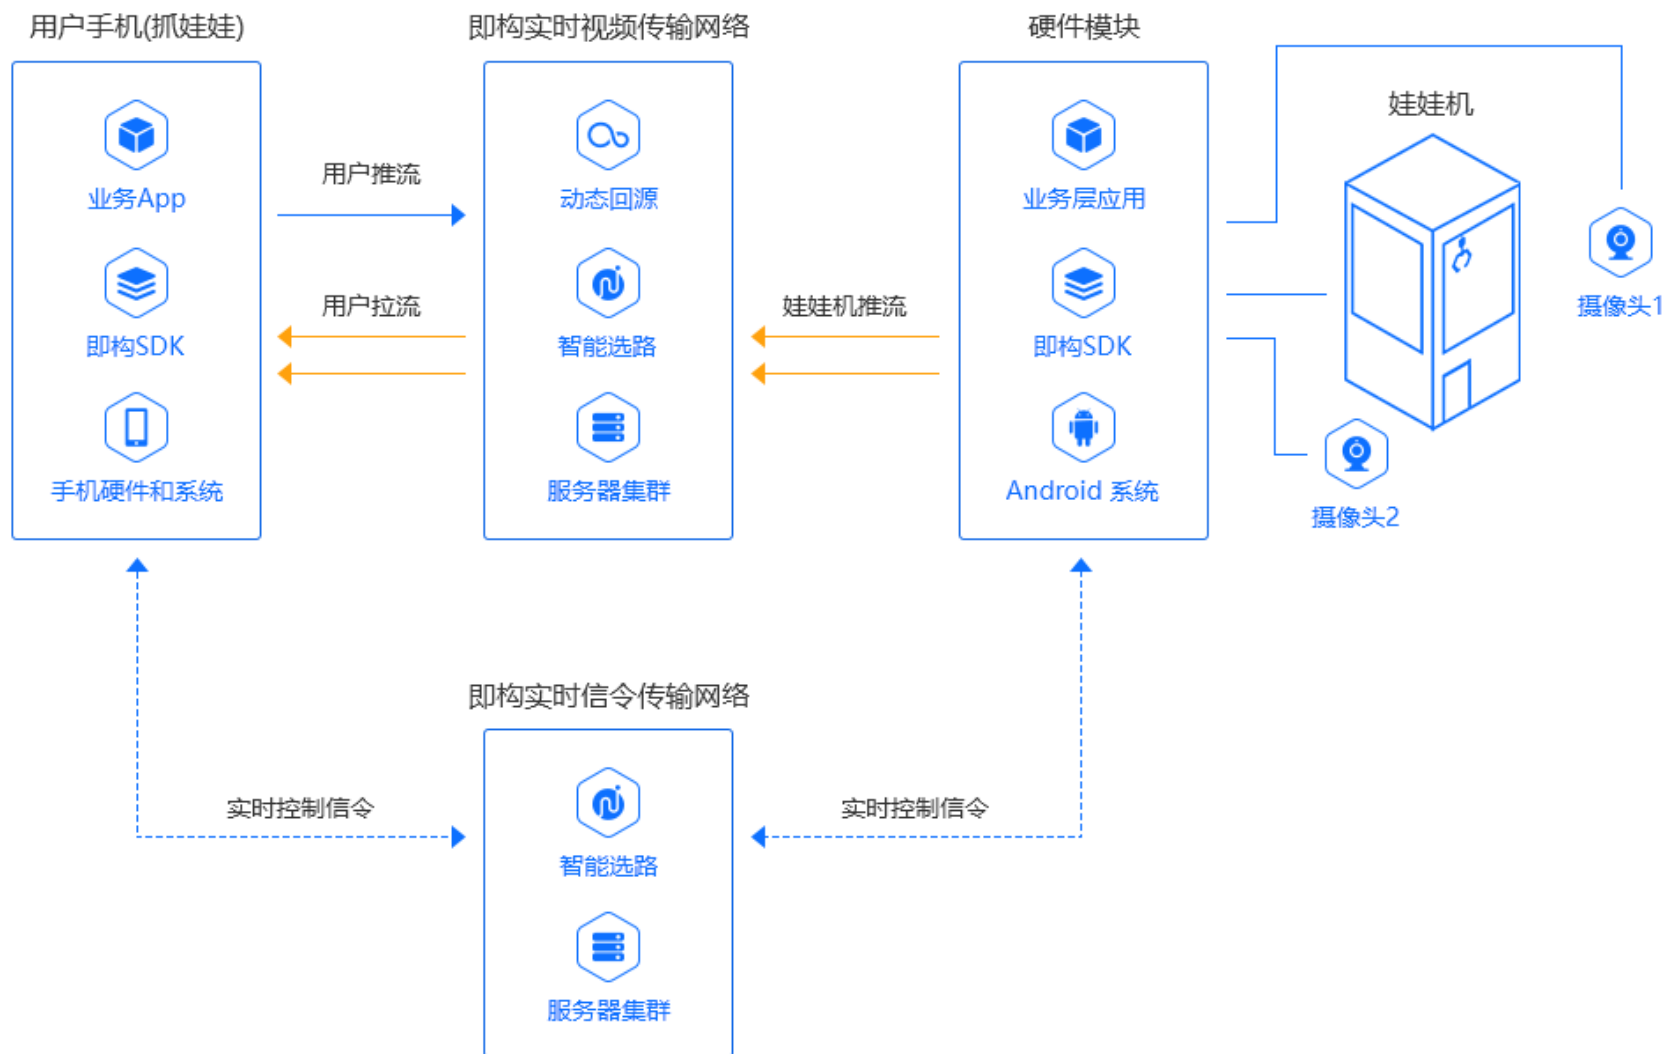 用户手机(抓娃娃)
即构实时视频传输网络
硬件模块
娃娃机
业务App
即构SDK
手机硬件和系统
用户推流
用户拉流
动态回源
智能选路
服务器集群
娃娃机推流
业务层应用
即构SDK
Android 系统
摄像头1
摄像头2
即构实时信令传输网络
实时控制信令
实时控制信令
智能选路
服务器集群